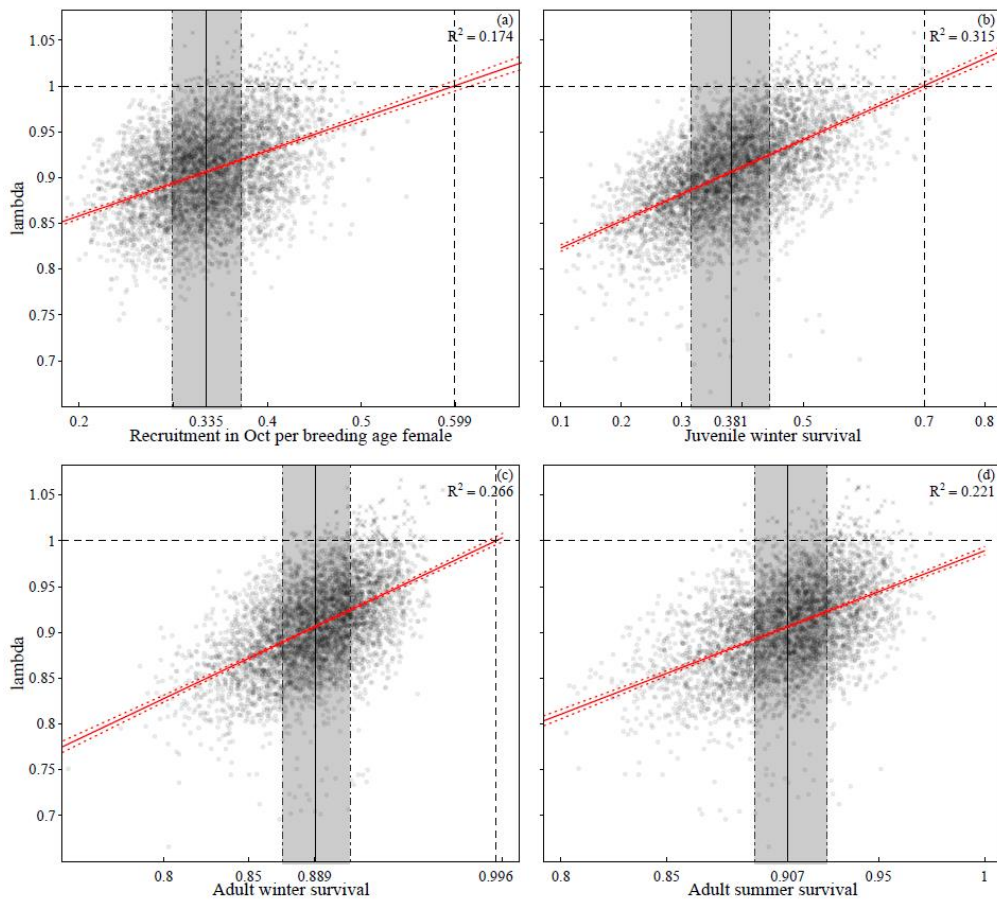 (a)
R² = 0.174
lambda
1.05
1
0.95
0.9
0.85
0.8
0.75
0.7
0.2 0.335 0.4 0.5 0.599
Recruitment in Oct per breeding age female
(b)
R² = 0.315
0.1 0.2 0.3 0.381 0.5 0.7 0.8
Juvenile winter survival
(c)
R² = 0.266
lambda
1.05
1
0.95
0.9
0.85
0.8
0.75
0.7
0.8 0.85 0.889 0.996
Adult winter survival
(d)
R² = 0.221
0.8 0.85 0.907 0.95 1
Adult summer survival